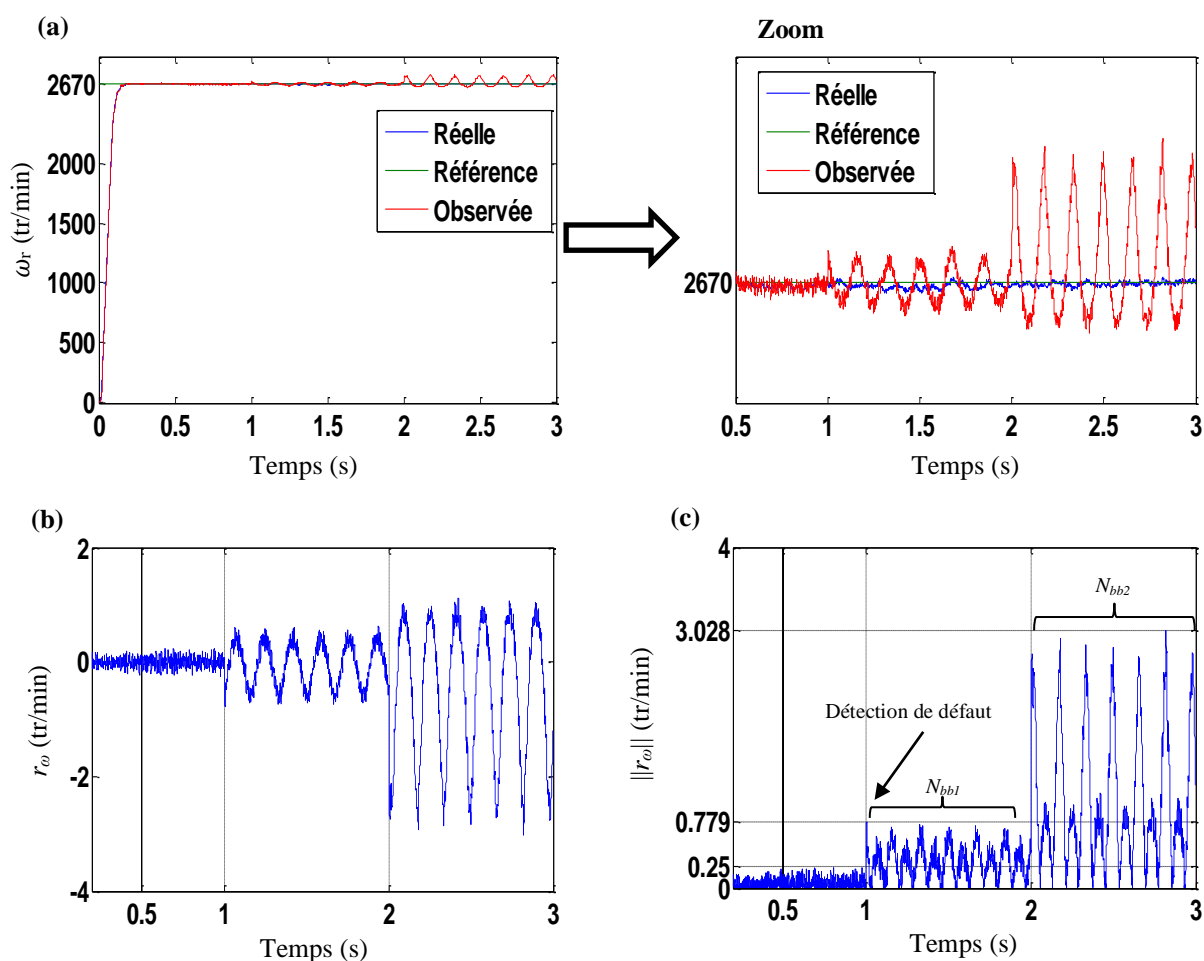 (a)
Zoom
2670
2000
1500
1000
500
0
ωr (tr/min)
Réelle
Référence
Observée
0 0.5 1 1.5 2 2.5 3
Temps (s)
Réelle
Référence
Observée
2670
0.5 1 1.5 2 2.5 3
Temps (s)
(b)
2
0
-2
-4
rω (tr/min)
0.5 1 2 3
Temps (s)
(c)
4
3.028
0.779
0.25
0
||rω|| (tr/min)
Nbb2
Détection de défaut
Nbb1
0.5 1 2 3
Temps (s)